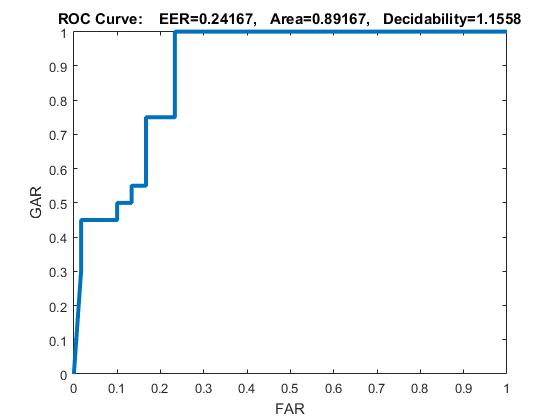 ROC Curve: EER=0.24167, Area=0.89167, Decidability=1.1558
1
0.9
0.8
0.7
0.6
0.5
0.4
0.3
0.2
0.1
0
GAR
0 0.1 0.2 0.3 0.4 0.5 0.6 0.7 0.8 0.9 1
FAR